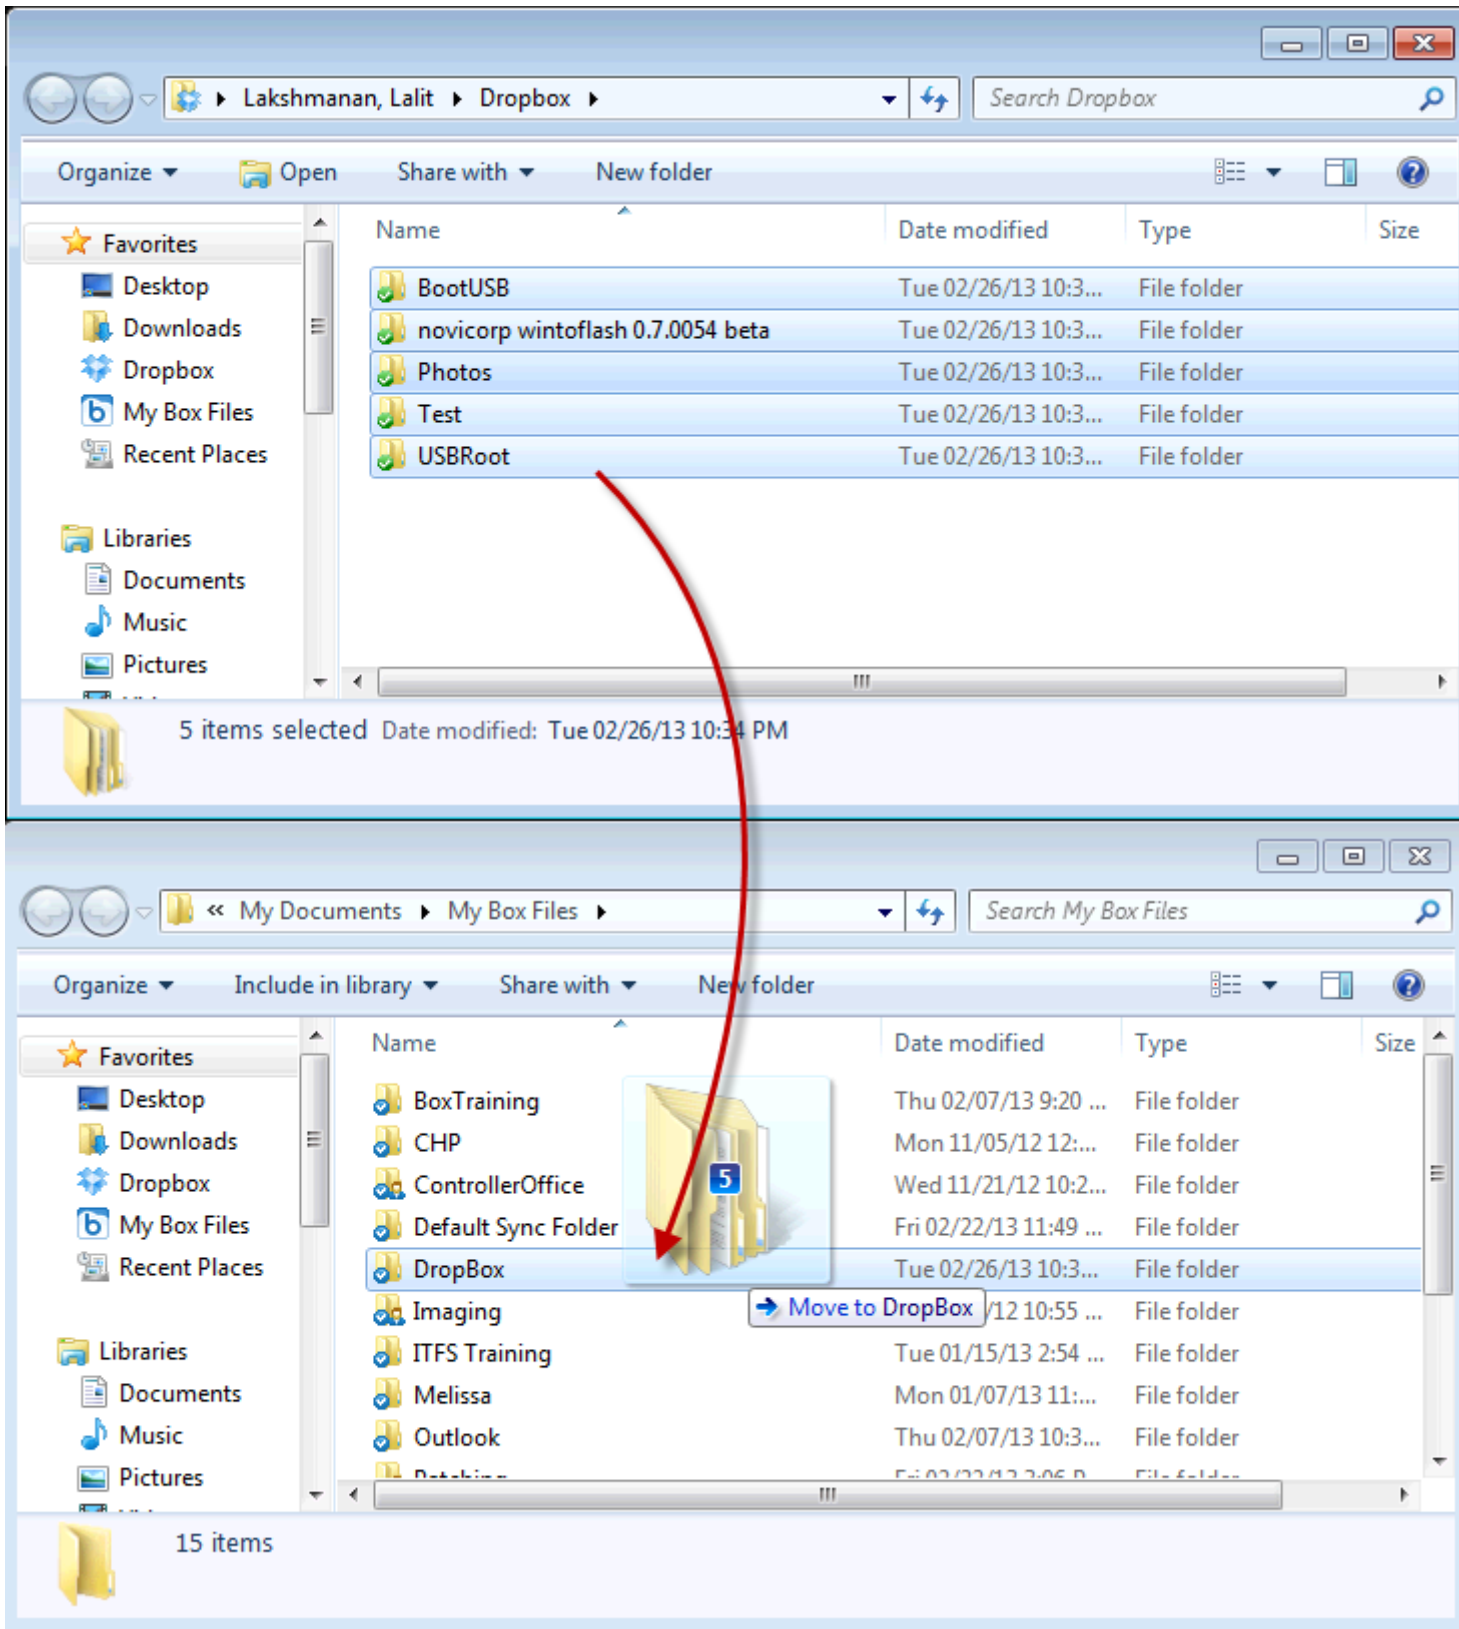 Lakshmanan, Lalit Dropbox Search Dropbox
Organize Open Share with New folder
Name Date modified Type Size
Favorites
Desktop
Downloads
Dropbox
My Box Files
Recent Places
Libraries
Documents
Music
Pictures
BootUSB Tue 02/26/13 10:3... File folder
novicorp wintoflash 0.7.0054 beta Tue 02/26/13 10:3... File folder
Photos Tue 02/26/13 10:3... File folder
Test Tue 02/26/13 10:3... File folder
USBRoot Tue 02/26/13 10:3... File folder
5 items selected Date modified: Tue 02/26/13 10:34 PM
« My Documents My Box Files Search My Box Files
Organize Include in library Share with New folder
Name Date modified Type Size
Favorites
Desktop
Downloads
Dropbox
My Box Files
Recent Places
Libraries
Documents
Music
Pictures
BoxTraining Thu 02/07/13 9:20 ... File folder
CHP Mon 11/05/12 12:... File folder
ControllerOffice Wed 11/21/12 10:2... File folder
Default Sync Folder Fri 02/22/13 11:49 ... File folder
DropBox Tue 02/26/13 10:3... File folder
Imaging /12 10:55 ... File folder
ITFS Training Tue 01/15/13 2:54 ... File folder
Melissa Mon 01/07/13 11:... File folder
Outlook Thu 02/07/13 10:3... File folder
5
Move to DropBox
15 items